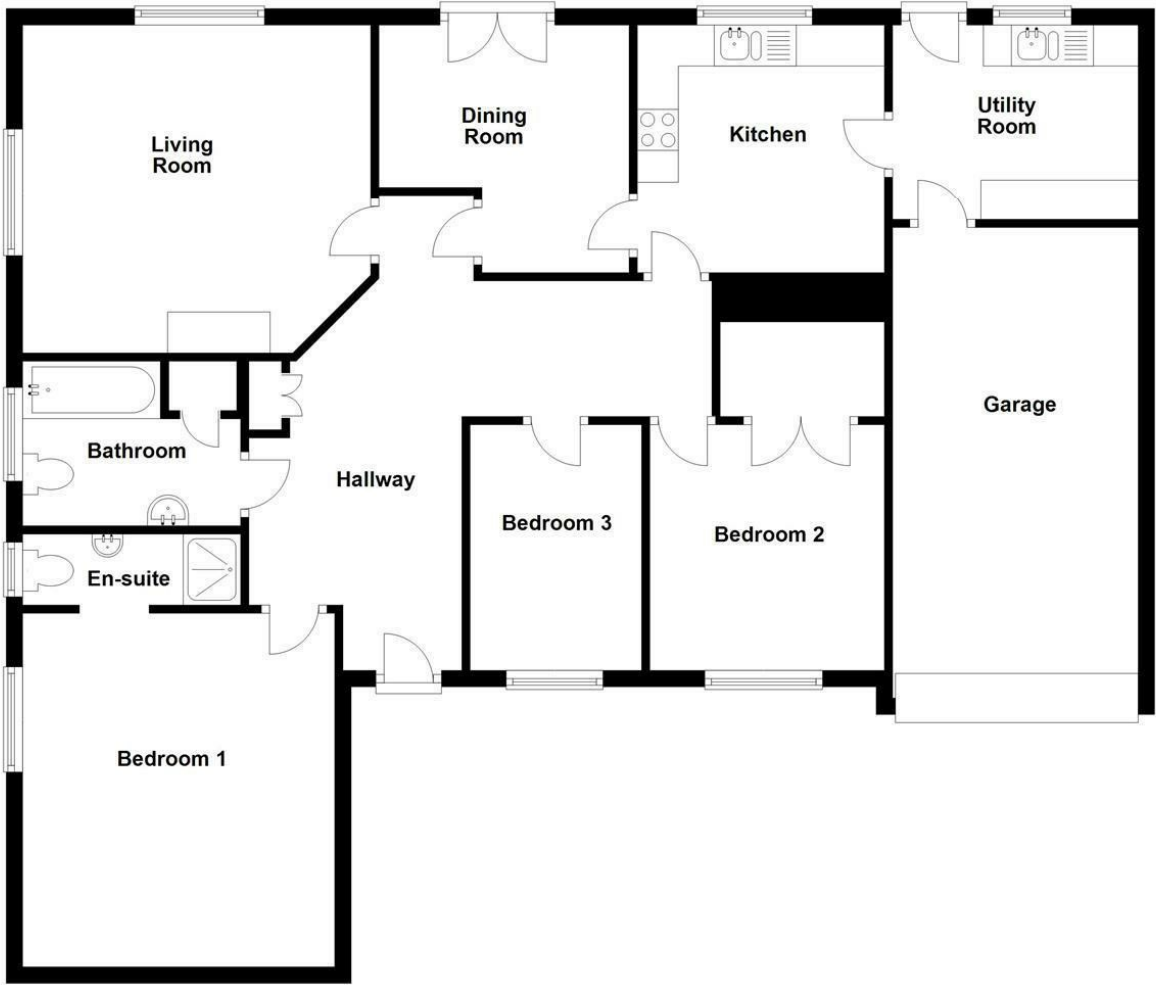 Living
Room
Dining
Room
Kitchen
Utility
Room
Garage
Bathroom
Hallway
Bedroom 3
Bedroom 2
En-suite
Bedroom 1